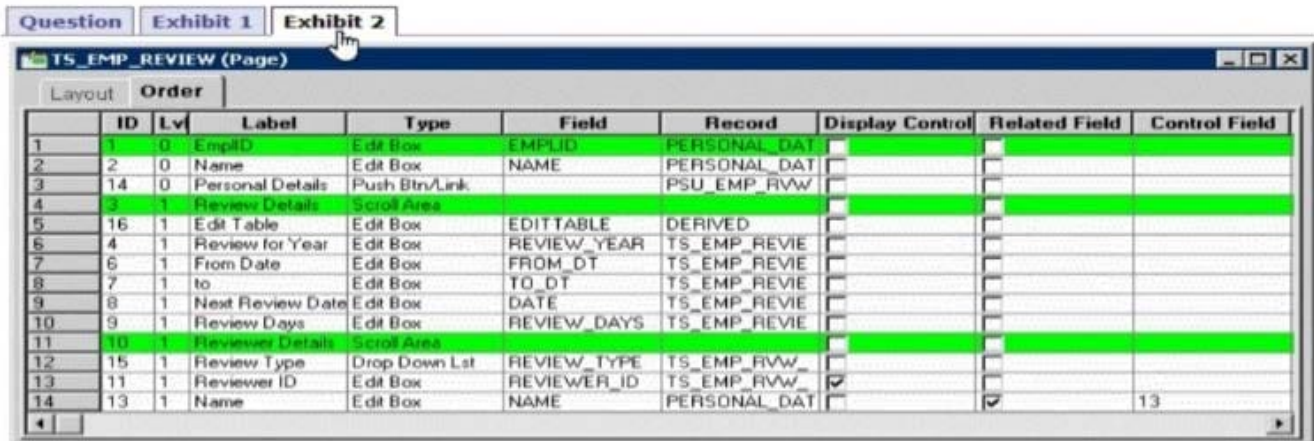 Question Exhibit 1 Exhibit 2
TS_EMP_REVIEW (Page)
Layout Order
ID Lvl Label Type Field Record Display Control Related Field Control Field
1 1 0 EmplID Edit Box EMPLID PERSONAL_DAT
2 2 0 Name Edit Box NAME PERSONAL_DAT
3 14 0 Personal Details Push Btn/Link PSU_EMP_RVW
4 3 1 Review Details Scroll Area
5 16 1 Edit Table Edit Box EDITTABLE DERIVED
6 4 1 Review for Year Edit Box REVIEW_YEAR TS_EMP_REVIE
7 6 1 From Date Edit Box FROM_DT TS_EMP_REVIE
8 7 1 to Edit Box TO_DT TS_EMP_REVIE
9 8 1 Next Review Date Edit Box DATE TS_EMP_REVIE
10 9 1 Review Days Edit Box REVIEW_DAYS TS_EMP_REVIE
11 10 1 Reviewer Details Scroll Area
12 15 1 Review Type Drop Down Lst REVIEW_TYPE TS_EMP_RVW_
13 11 1 Reviewer ID Edit Box REVIEWER_ID TS_EMP_RVW_
14 13 1 Name Edit Box NAME PERSONAL_DAT 13